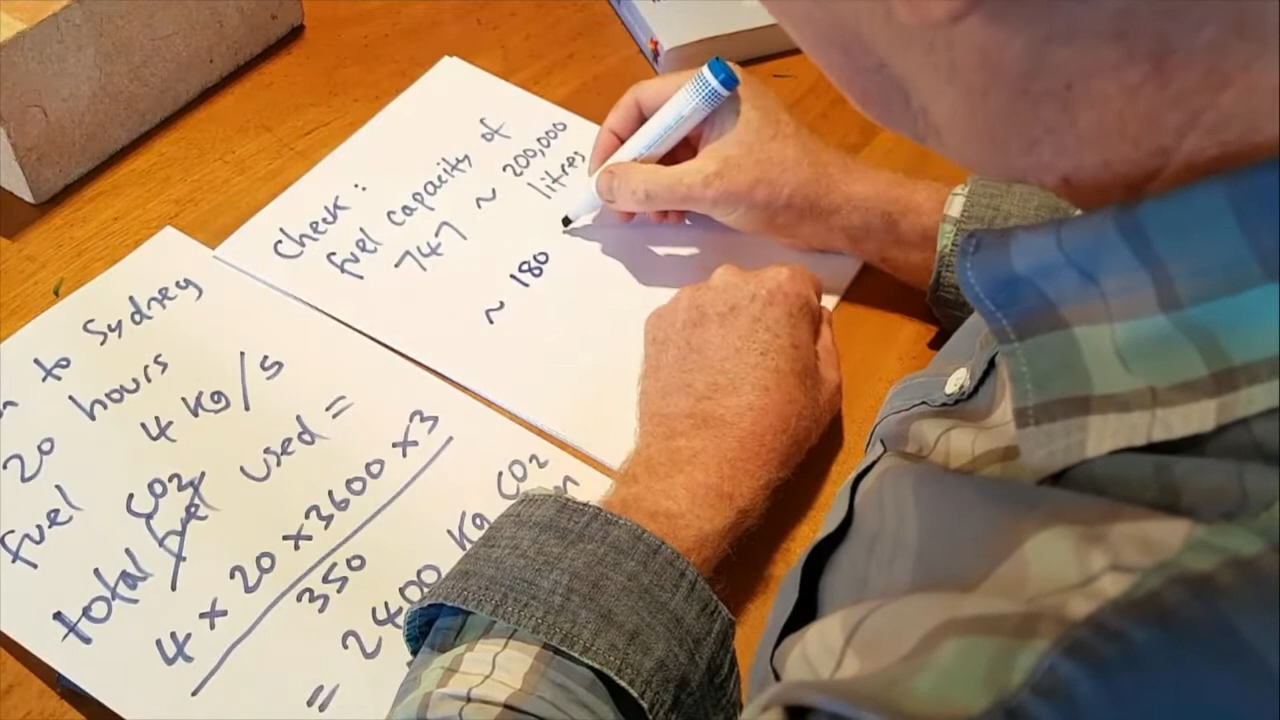 to Sydney
20 hours
fuel 4 Kg/s
CO2
total fuel used =
4 x 20 x 3600 x 3
350
= 2400 Kg CO2
Check:
fuel capacity of
747 ~ 200,000
litres
~ 180